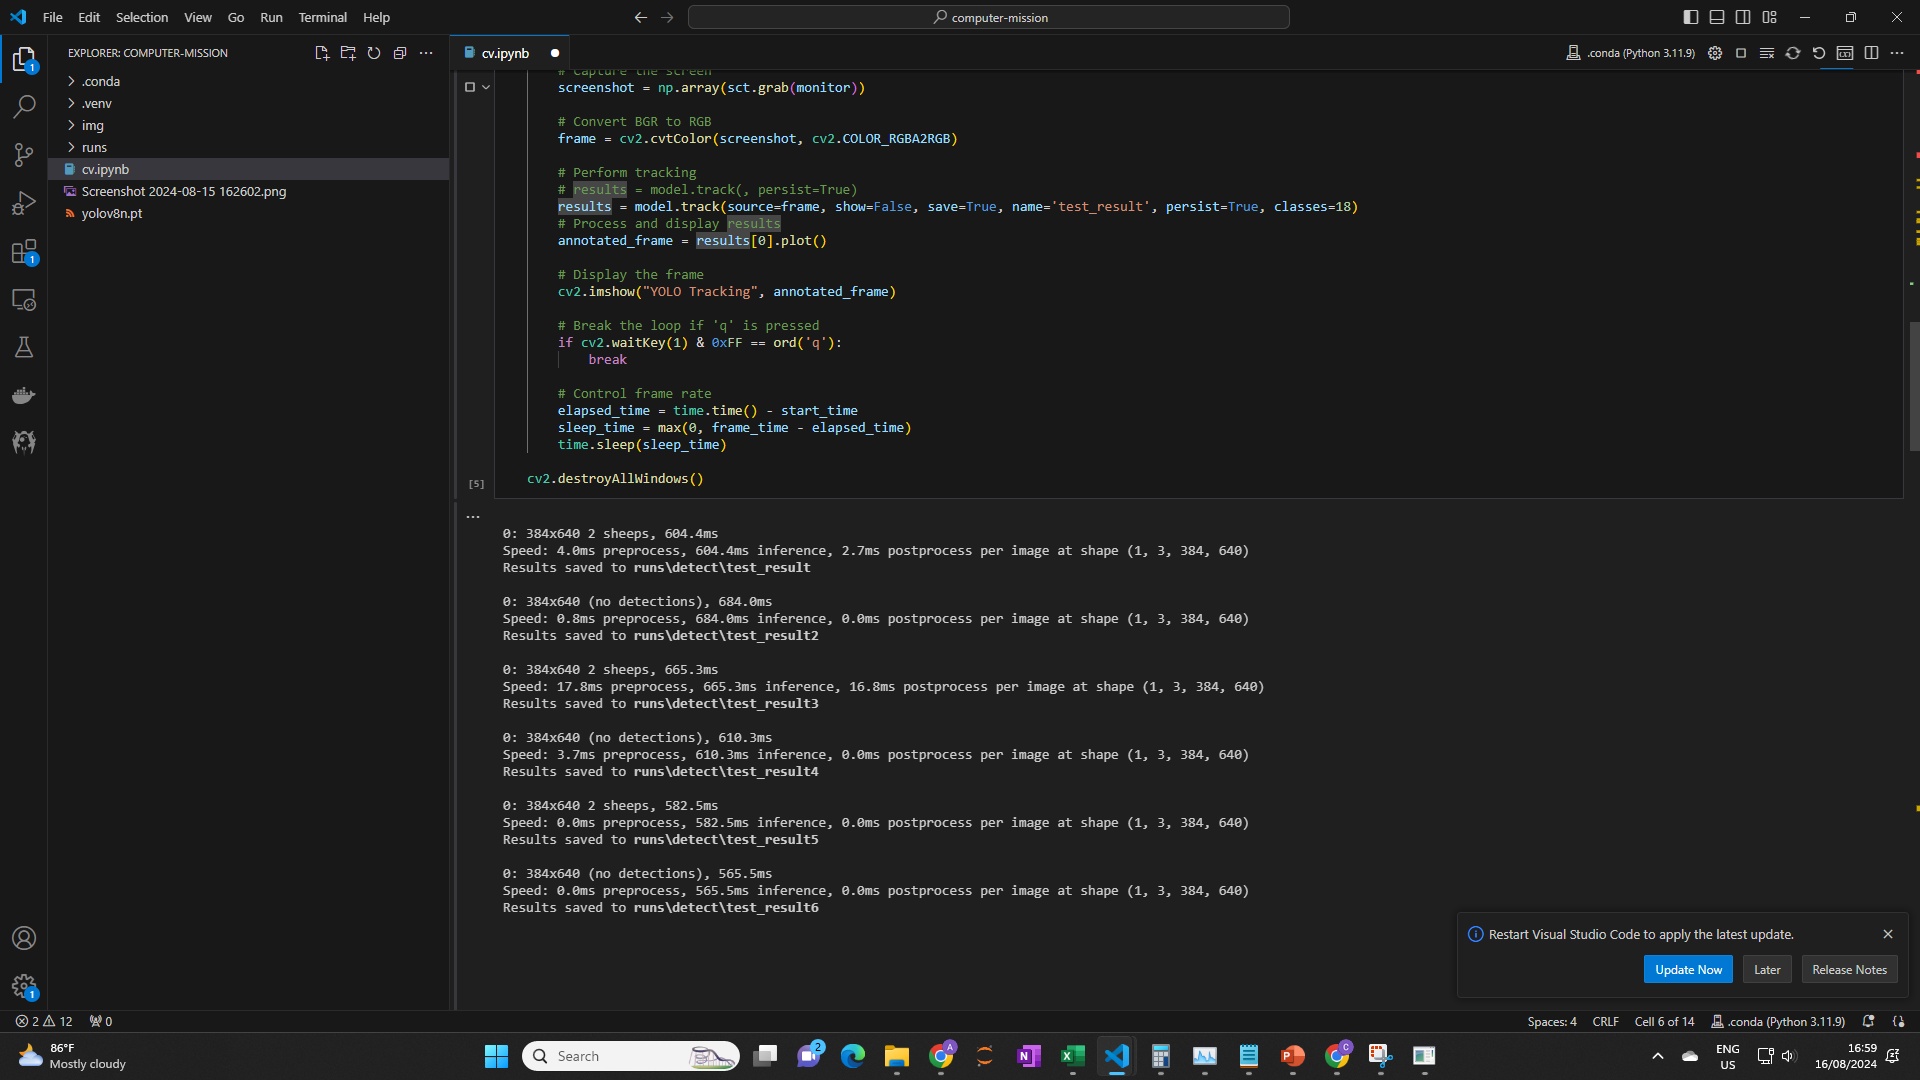 File Edit Selection View Go Run Terminal Help
computer-mission
EXPLORER: COMPUTER-MISSION
.conda
.venv
img
runs
cv.ipynb
Screenshot 2024-08-15 162602.png
yolov8n.pt
1
1
1
cv.ipynb
.conda (Python 3.11.9)
# Capture the screen
screenshot = np.array(sct.grab(monitor))
# Convert BGR to RGB
frame = cv2.cvtColor(screenshot, cv2.COLOR_RGBA2RGB)
# Perform tracking
# results = model.track(, persist=True)
results = model.track(source=frame, show=False, save=True, name='test_result', persist=True, classes=18)
# Process and display results
annotated_frame = results[0].plot()
# Display the frame
cv2.imshow("YOLO Tracking", annotated_frame)
# Break the loop if 'q' is pressed
if cv2.waitKey(1) & 0xFF == ord('q'):
break
# Control frame rate
elapsed_time = time.time() - start_time
sleep_time = max(0, frame_time - elapsed_time)
time.sleep(sleep_time)
cv2.destroyAllWindows()
[5]
...
0: 384x640 2 sheeps, 604.4ms
Speed: 4.0ms preprocess, 604.4ms inference, 2.7ms postprocess per image at shape (1, 3, 384, 640)
Results saved to runs\detect\test_result
0: 384x640 (no detections), 684.0ms
Speed: 0.8ms preprocess, 684.0ms inference, 0.0ms postprocess per image at shape (1, 3, 384, 640)
Results saved to runs\detect\test_result2
0: 384x640 2 sheeps, 665.3ms
Speed: 17.8ms preprocess, 665.3ms inference, 16.8ms postprocess per image at shape (1, 3, 384, 640)
Results saved to runs\detect\test_result3
0: 384x640 (no detections), 610.3ms
Speed: 3.7ms preprocess, 610.3ms inference, 0.0ms postprocess per image at shape (1, 3, 384, 640)
Results saved to runs\detect\test_result4
0: 384x640 2 sheeps, 582.5ms
Speed: 0.0ms preprocess, 582.5ms inference, 0.0ms postprocess per image at shape (1, 3, 384, 640)
Results saved to runs\detect\test_result5
0: 384x640 (no detections), 565.5ms
Speed: 0.0ms preprocess, 565.5ms inference, 0.0ms postprocess per image at shape (1, 3, 384, 640)
Results saved to runs\detect\test_result6
Restart Visual Studio Code to apply the latest update.
Update Now Later Release Notes
2 12 0
Spaces: 4 CRLF Cell 6 of 14 .conda (Python 3.11.9)
86°F
Mostly cloudy
Search
2
A
N
P
C
ENG
US
16:59
16/08/2024